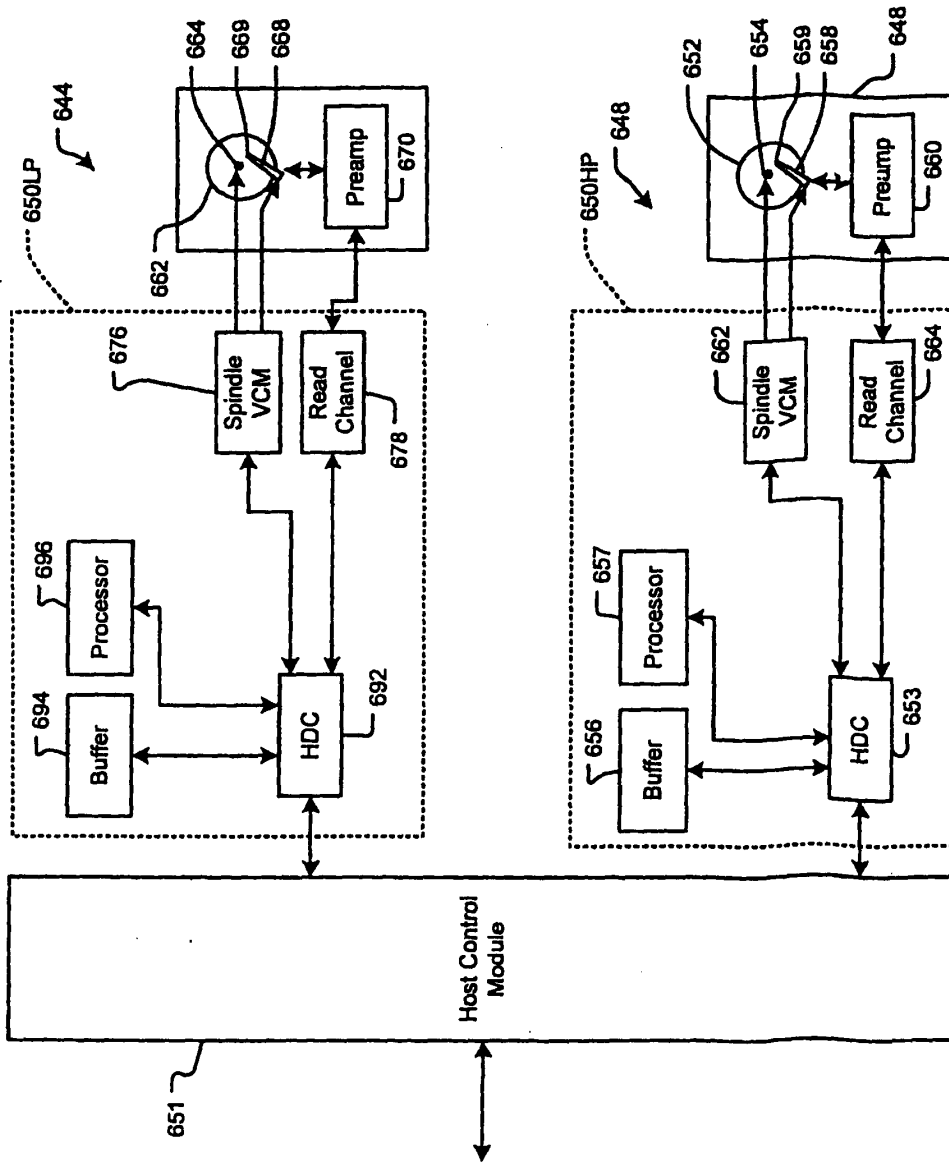 644
650LP
664
669
668
662
Preamp
670
676
Spindle
VCM
Read
Channel
678
696
Processor
694
Buffer
HDC
692
651
Host Control
Module
648
650HP
652
654
659
658
648
Preump
660
662
Spindle
VCM
Read
Channel
664
657
Processor
656
Buffer
HDC
653